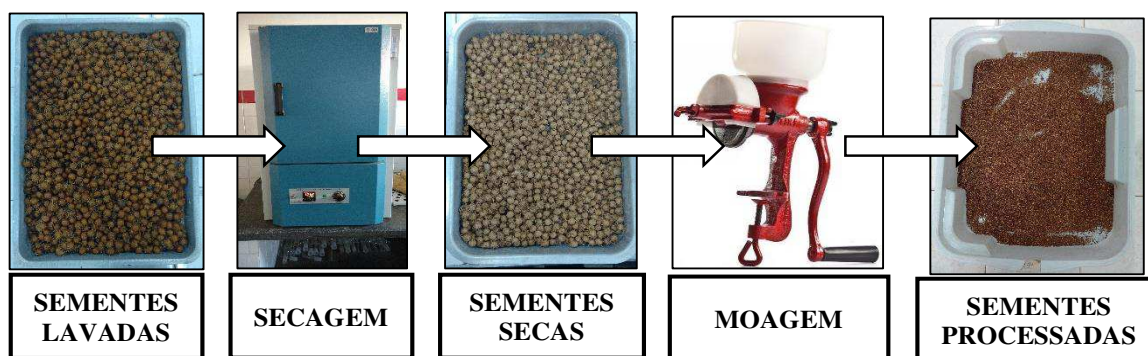 SEMENTES
LAVADAS
SECAGEM
SEMENTES
SECAS
MOAGEM
SEMENTES
PROCESSADAS